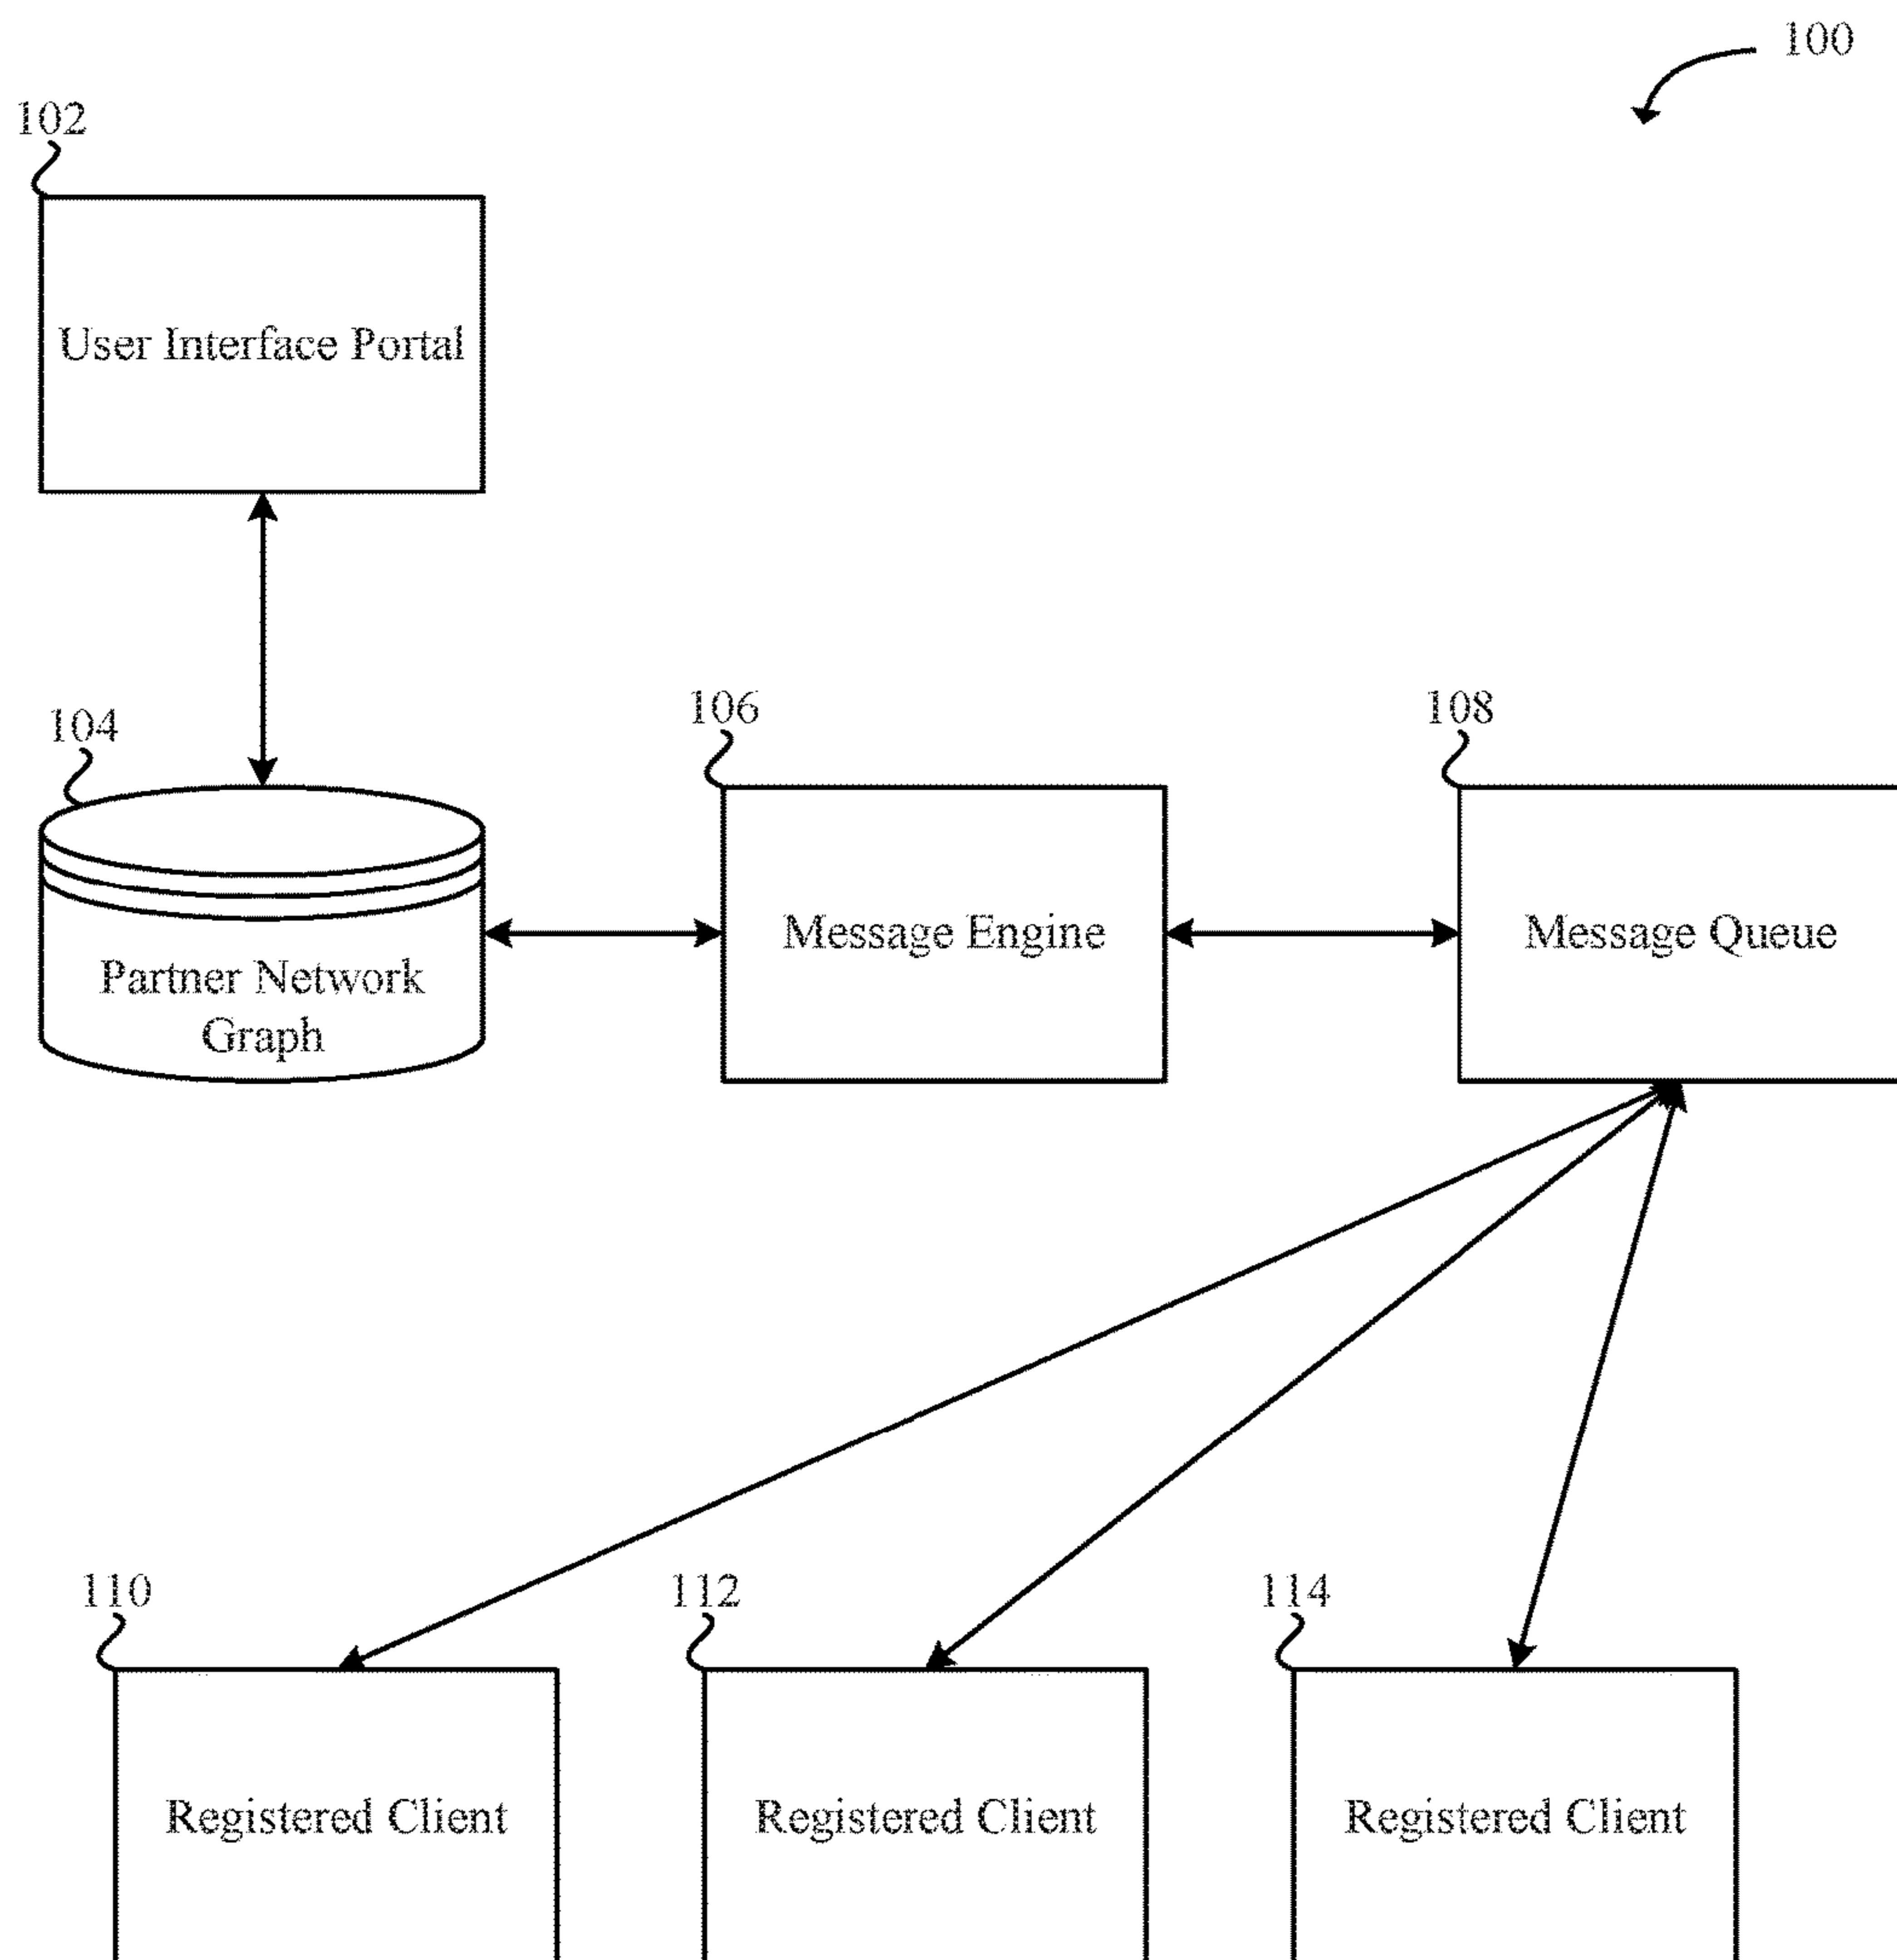 100
102
User Interface Portal
104
106
108
Partner Network
Graph
Message Engine
Message Queue
110
112
114
Registered Client
Registered Client
Registered Client